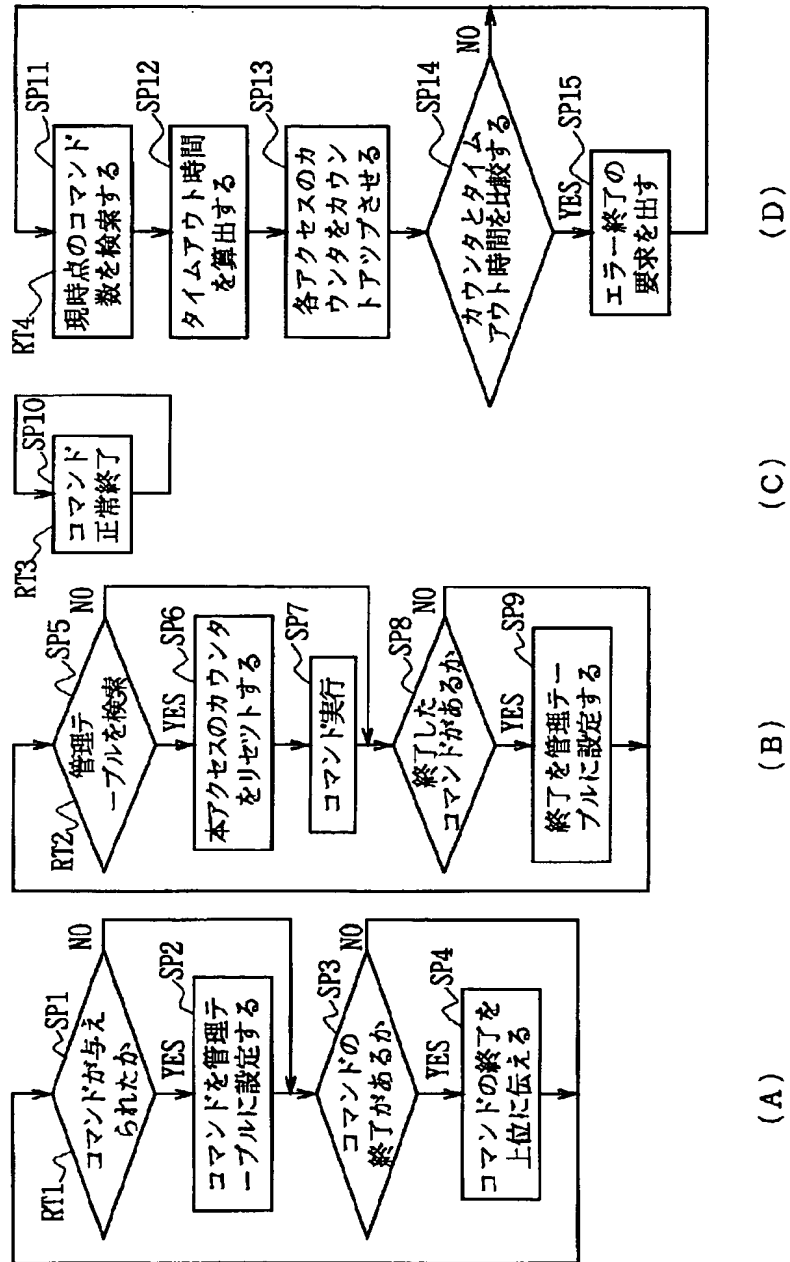 RT1
SP1
コマンドが与え
られたか
NO
YES
SP2
コマンドを管理テ
ーブルに設定する
SP3
コマンドの
終了があるか
NO
YES
SP4
コマンドの終了を
上位に伝える
(A)
RT2
SP5
管理テ
ーブルを検索
NO
YES
SP6
本アクセスのカウンタ
をリセツトする
SP7
コマンド実行
SP8
終了した
コマンドがあるか
NO
YES
SP9
終了を管理テー
ブルに設定する
(B)
RT3
SP10
コマンド
正常終了
(C)
RT4
SP11
現時点のコマンド
数を検索する
SP12
タイムアウト時間
を算出する
SP13
各アクセスのカ
ウンタをカウン
トアツプさせる
SP14
カウンタとタイム
アウト時間を比較する
NO
YES
SP15
エラー終了の
要求を出す
(D)